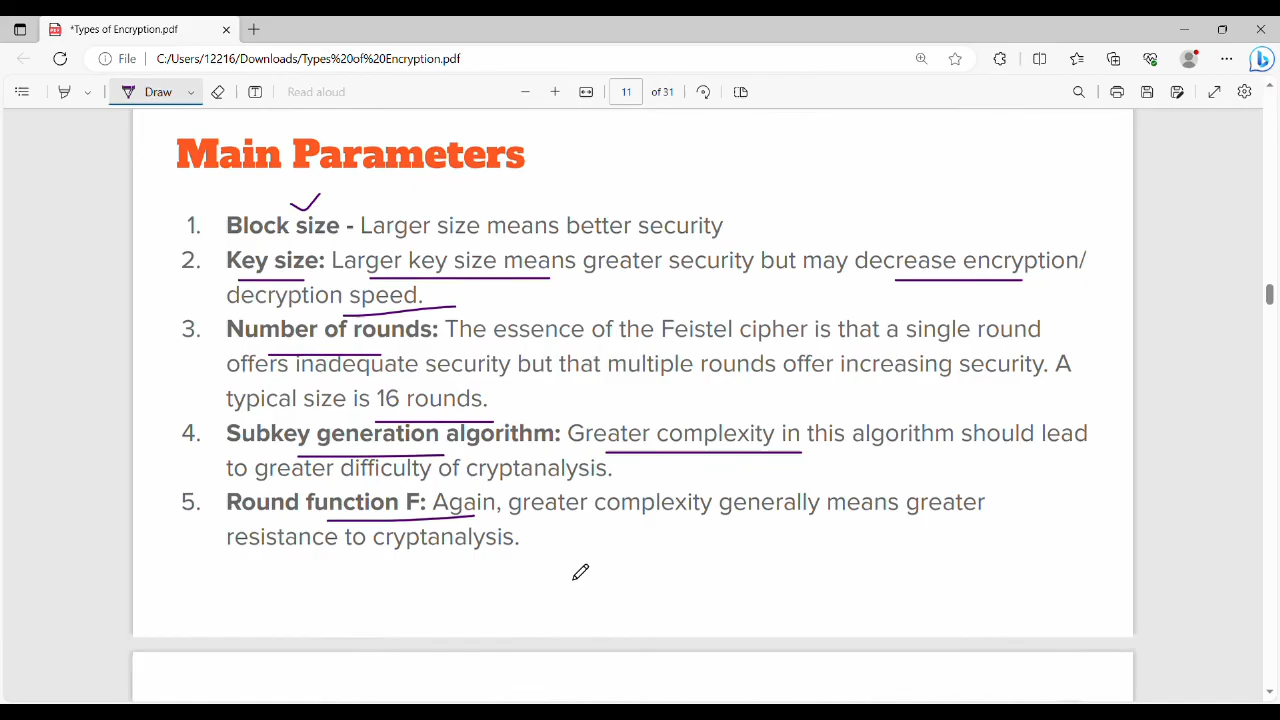 *Types of Encryption.pdf
File
C:/Users/12216/Downloads/Types%20of%20Encryption.pdf
Draw
Read aloud
11 of 31
Main Parameters
1. Block size - Larger size means better security
2. Key size: Larger key size means greater security but may decrease encryption/
decryption speed.
3. Number of rounds: The essence of the Feistel cipher is that a single round
offers inadequate security but that multiple rounds offer increasing security. A
typical size is 16 rounds.
4. Subkey generation algorithm: Greater complexity in this algorithm should lead
to greater difficulty of cryptanalysis.
5. Round function F: Again, greater complexity generally means greater
resistance to cryptanalysis.